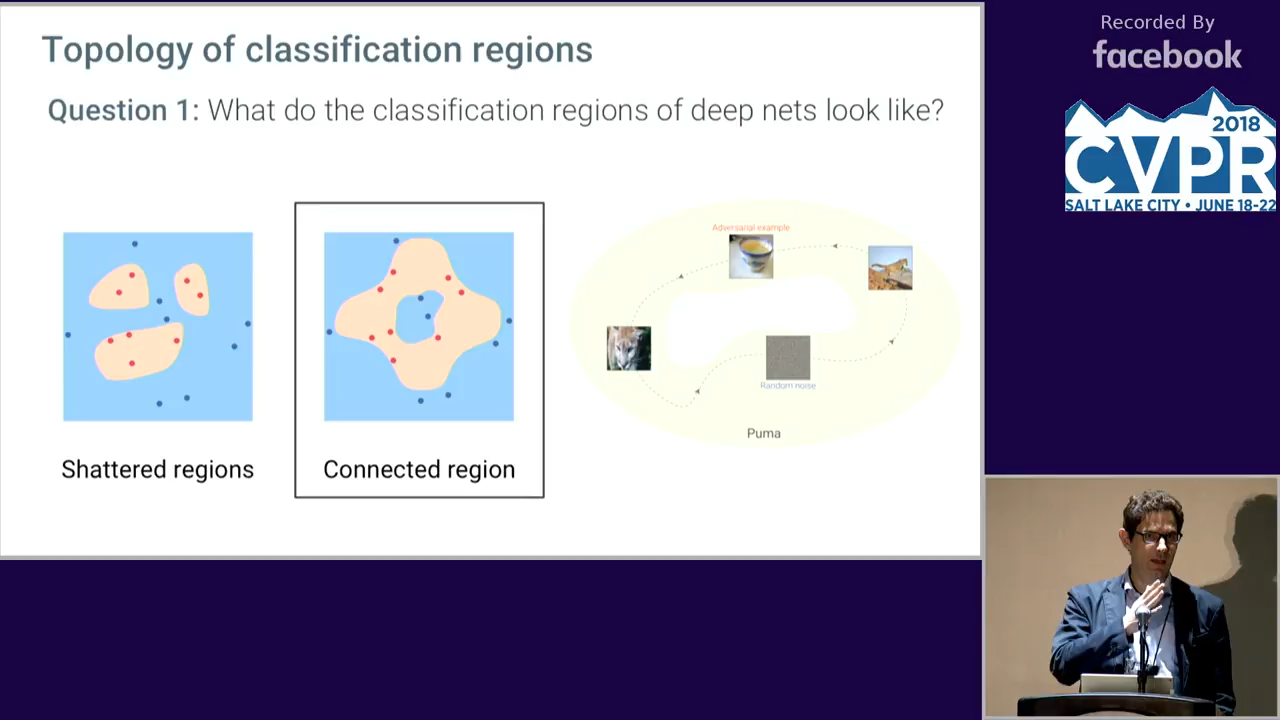 Topology of classification regions
Question 1: What do the classification regions of deep nets look like?
Adversarial example
Random noise
Puma
Shattered regions
Connected region
Recorded By
facebook
2018
CVPR
SALT LAKE CITY • JUNE 18-22